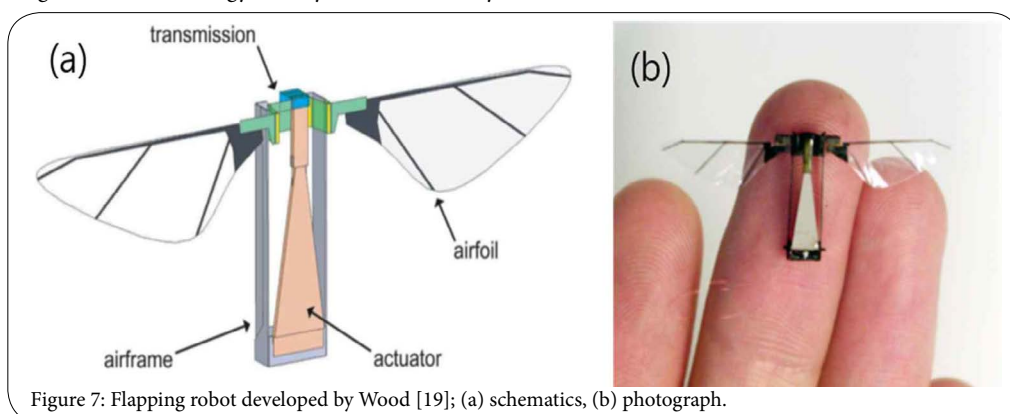 transmission
(a)
(b)
airfoil
airframe
actuator
Figure 7: Flapping robot developed by Wood [19]; (a) schematics, (b) photograph.